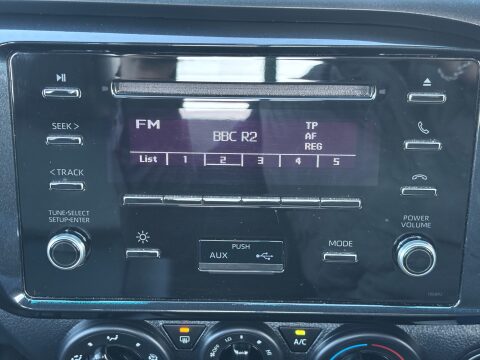 FM
BBC R2
TP
AF
REG
List 1 2 3 4 5
SEEK >
< TRACK
TUNE•SELECT
SETUP•ENTER
PUSH
AUX
MODE
POWER
VOLUME
A/C